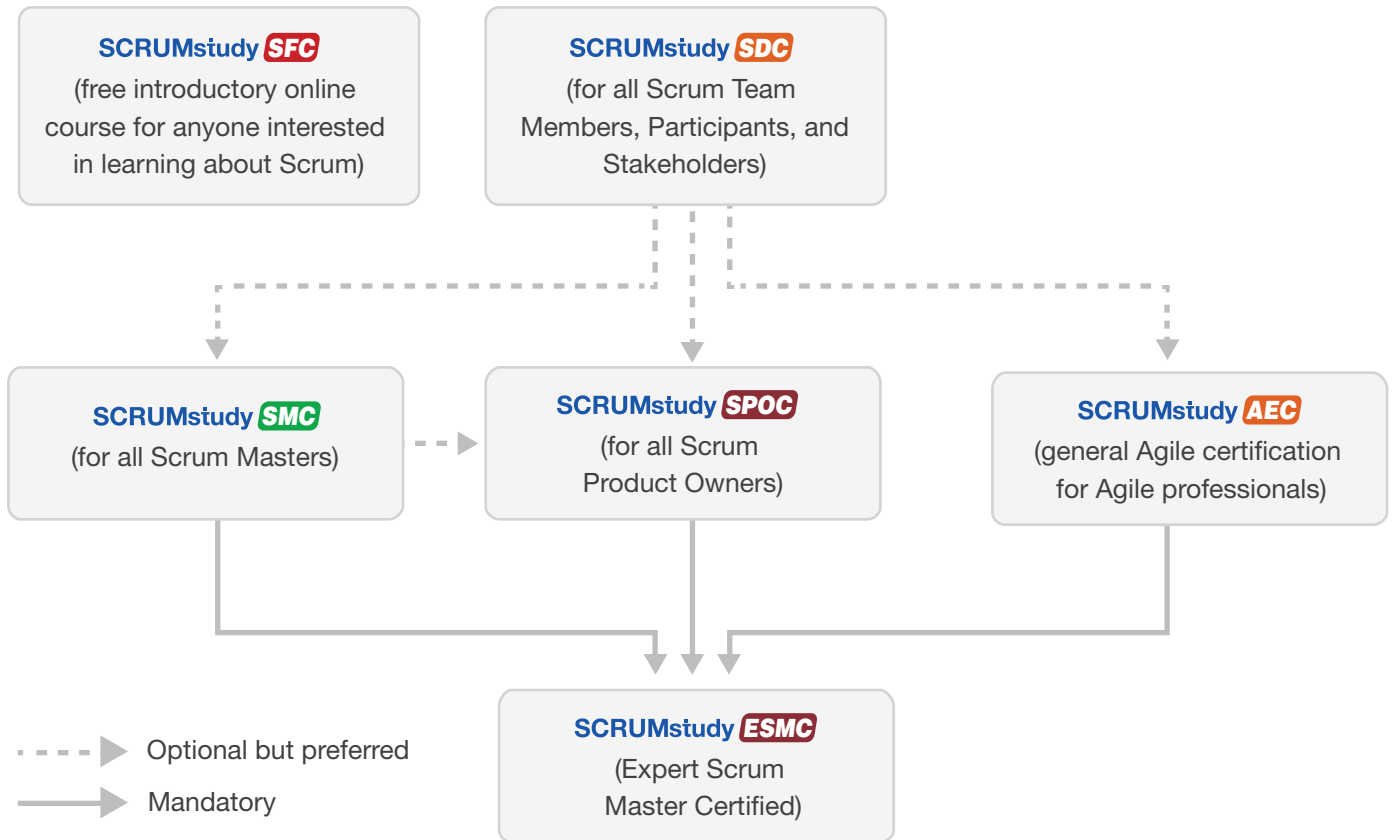 SCRUMstudy SFC
(free introductory online
course for anyone interested
in learning about Scrum)
SCRUMstudy SDC
(for all Scrum Team
Members, Participants, and
Stakeholders)
SCRUMstudy SMC
(for all Scrum Masters)
SCRUMstudy SPOC
(for all Scrum
Product Owners)
SCRUMstudy AEC
(general Agile certification
for Agile professionals)
SCRUMstudy ESMC
(Expert Scrum
Master Certified)
Optional but preferred
Mandatory